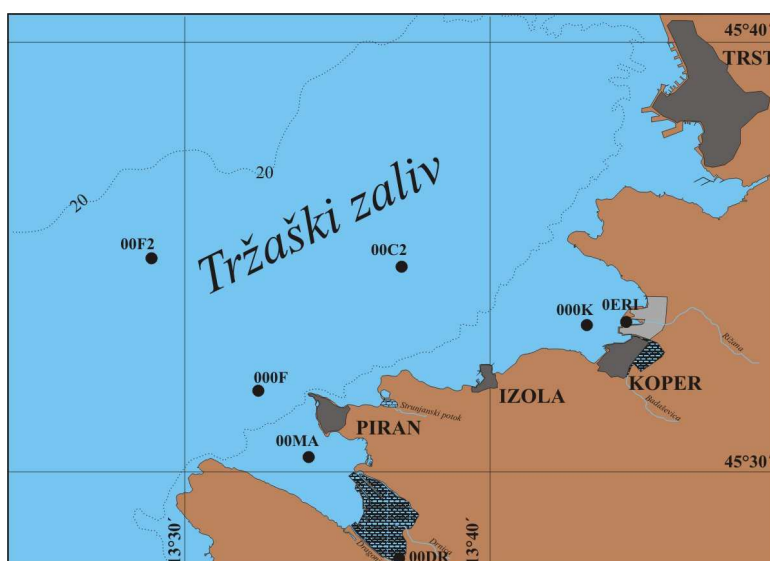 45°40´
TRST
20
20
Tržaški zaliv
00F2
00C2
000K
0ERI
Rižana
KOPER
Badaševica
IZOLA
000F
Strunjanski potok
PIRAN
00MA
45°30´
13°30´
13°40´
Drnica
00DR